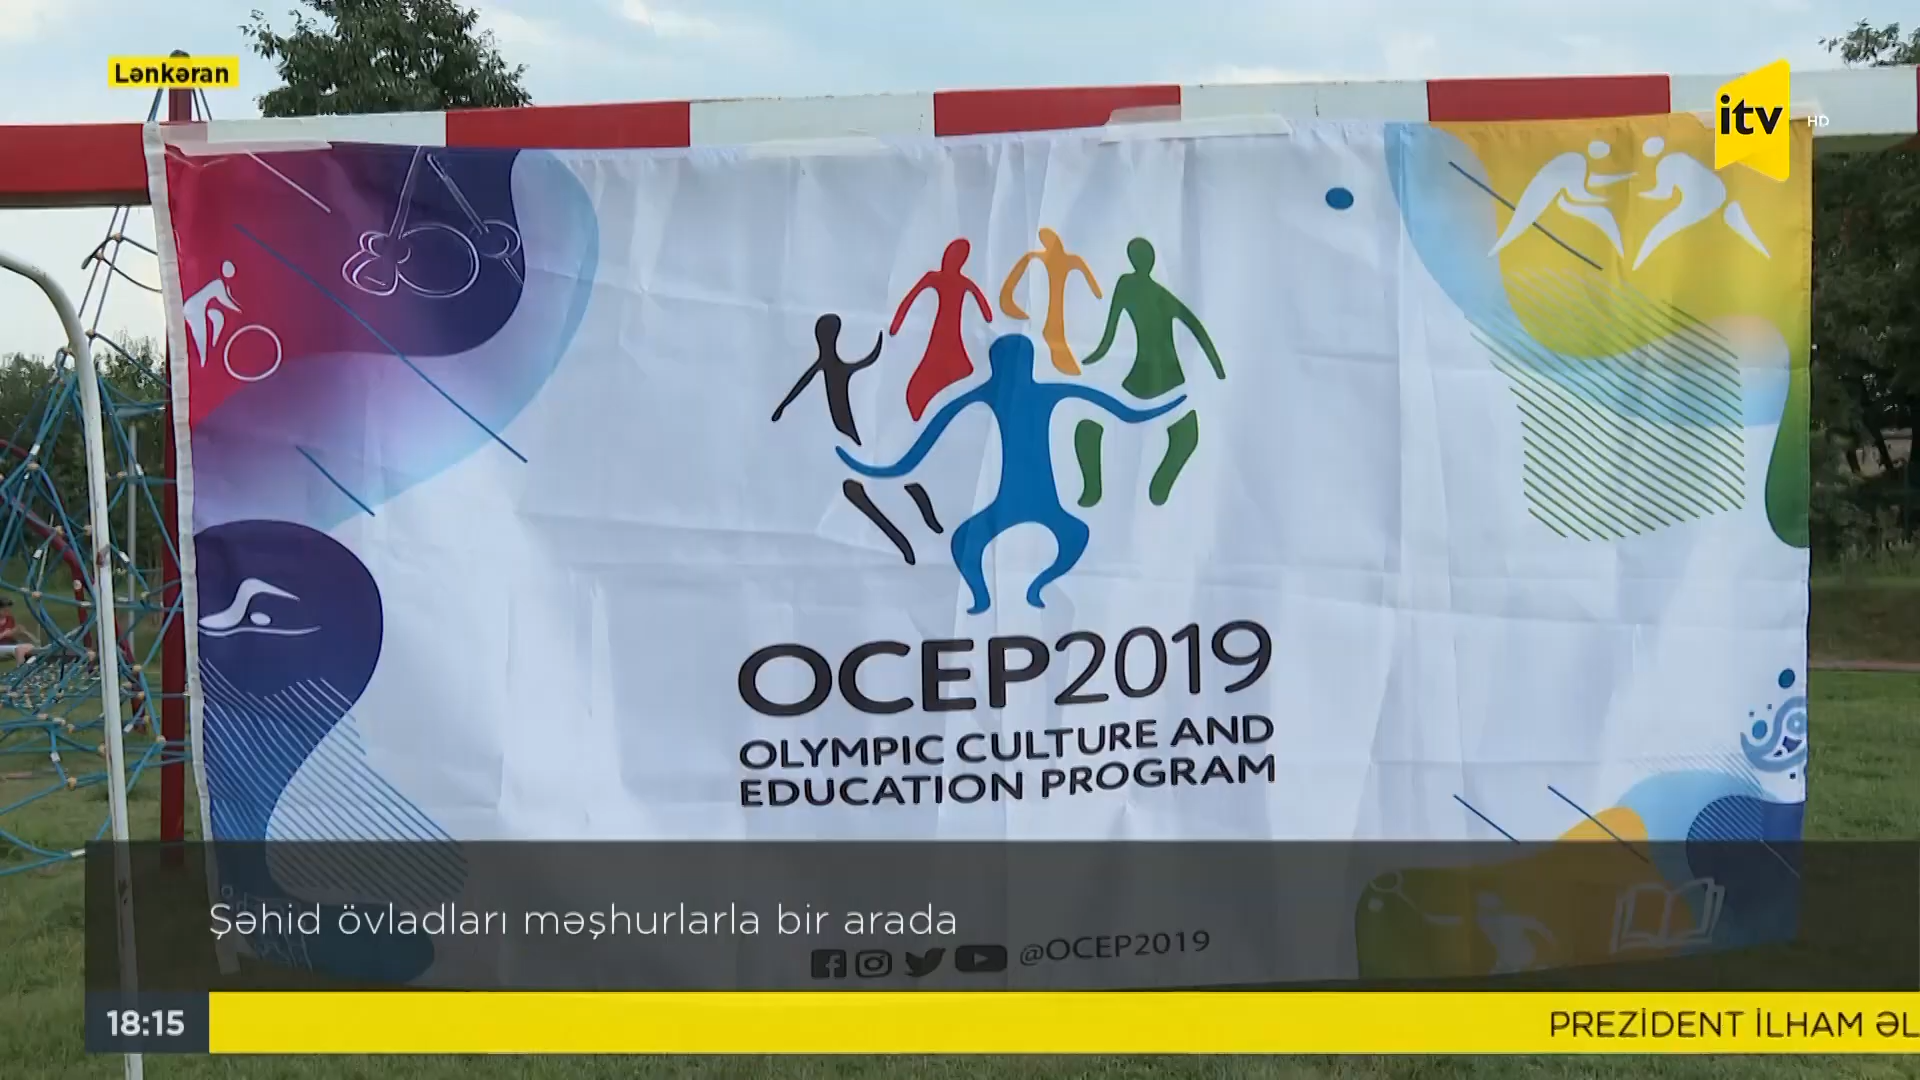 Lənkəran
itv
HD
OCEP2019
OLYMPIC CULTURE AND
EDUCATION PROGRAM
Şəhid övladları məşhurlarla bir arada
@OCEP2019
18:15
PREZİDENT İLHAM ƏL